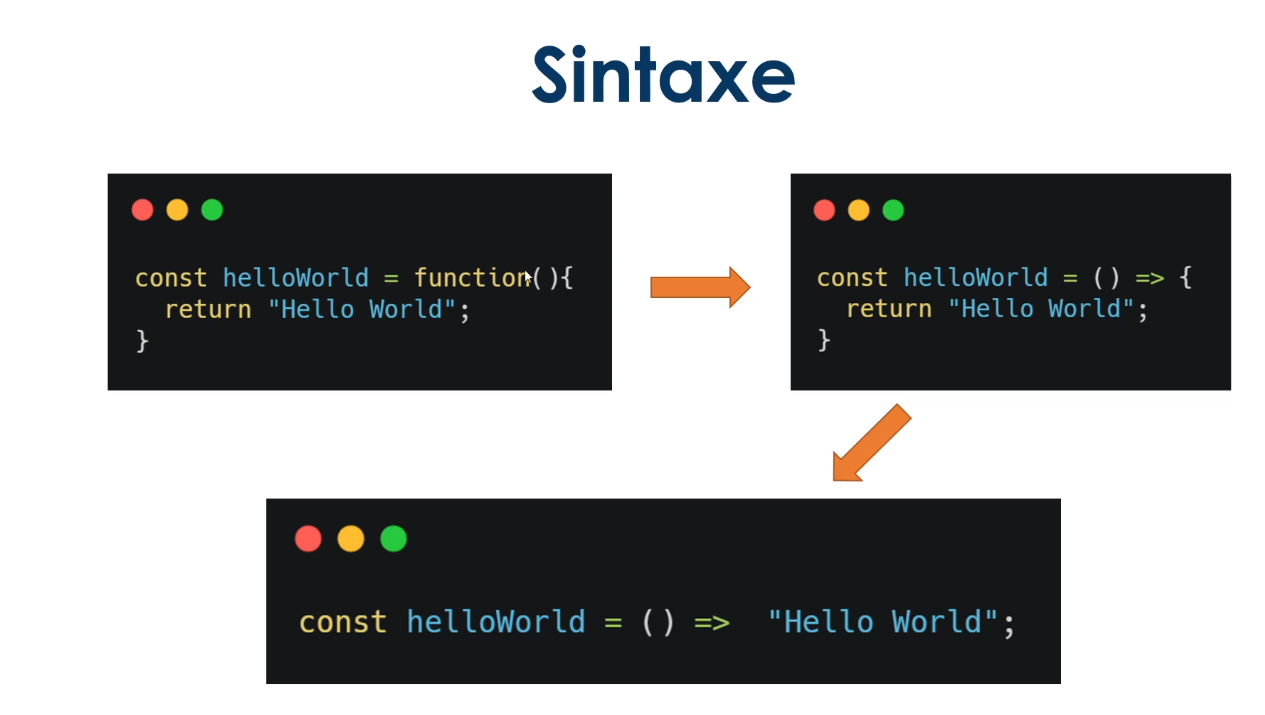 Sintaxe
const helloWorld = function(){
  return "Hello World";
}
const helloWorld = () => {
  return "Hello World";
}
const helloWorld = () =>  "Hello World";